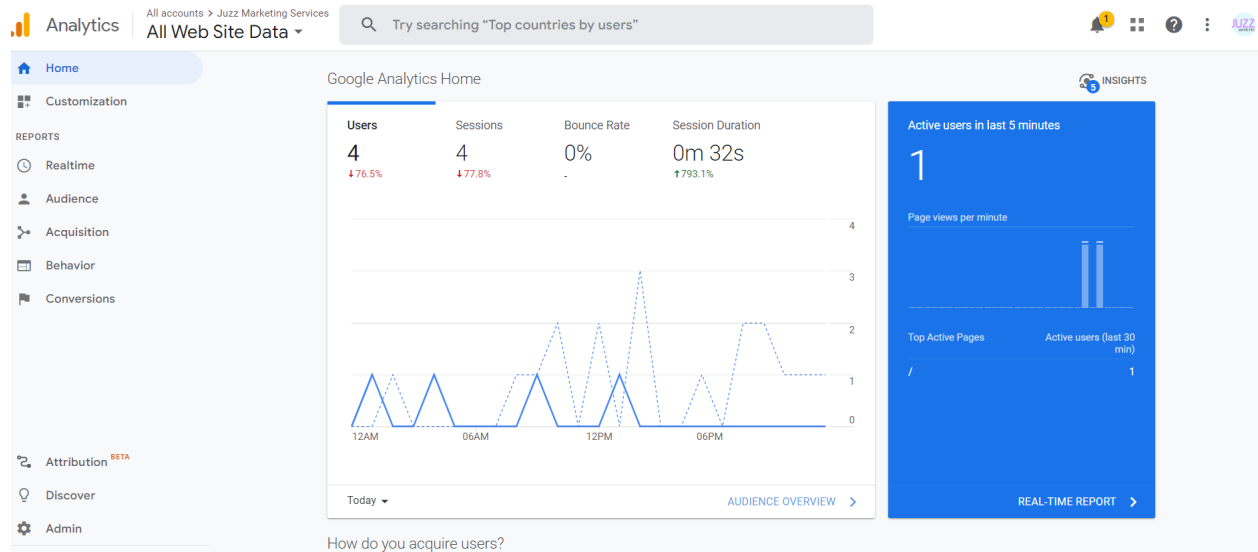 Analytics
All accounts > Juzz Marketing Services
All Web Site Data
Try searching “Top countries by users”
1
JUZZ
Home
Customization
REPORTS
Realtime
Audience
Acquisition
Behavior
Conversions
Attribution BETA
Discover
Admin
Google Analytics Home
INSIGHTS
5
Users
4
↓76.5%
Sessions
4
↓77.8%
Bounce Rate
0%
-
Session Duration
0m 32s
↑793.1%
4
3
2
1
0
12AM
06AM
12PM
06PM
Today
AUDIENCE OVERVIEW
Active users in last 5 minutes
1
Page views per minute
Top Active Pages
Active users (last 30
min)
/
1
REAL-TIME REPORT
How do you acquire users?